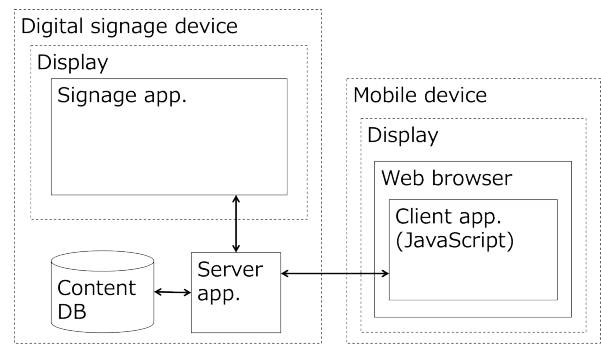 Digital signage device
Display
Signage app.
Mobile device
Display
Web browser
Client app.
(JavaScript)
Server
app.
Content
DB